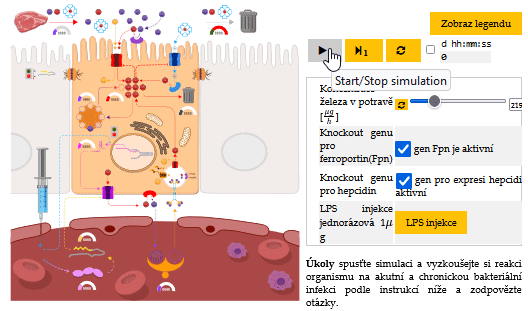 Zobraz legendu
1
d hh:mm:ss
0
Start/Stop simulation
Koncentrace
železa v potravě
[µg/h]
219
Knockout genu
pro
ferroportin(Fpn)
gen Fpn je aktivní
Knockout genu
pro hepcidin
gen pro expresi hepcidi
aktivní
LPS injekce
jednorázová 1µ
g
LPS injekce
Úkoly spusťte simulaci a vyzkoušejte si reakci
organismu na akutní a chronickou bakteriální
infekci podle instrukcí níže a zodpovězte
otázky.